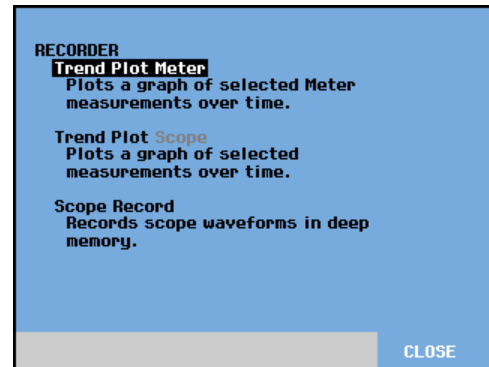 RECORDER
Trend Plot Meter
Plots a graph of selected Meter
measurements over time.
Trend Plot Scope
Plots a graph of selected
measurements over time.
Scope Record
Records scope waveforms in deep
memory.
CLOSE